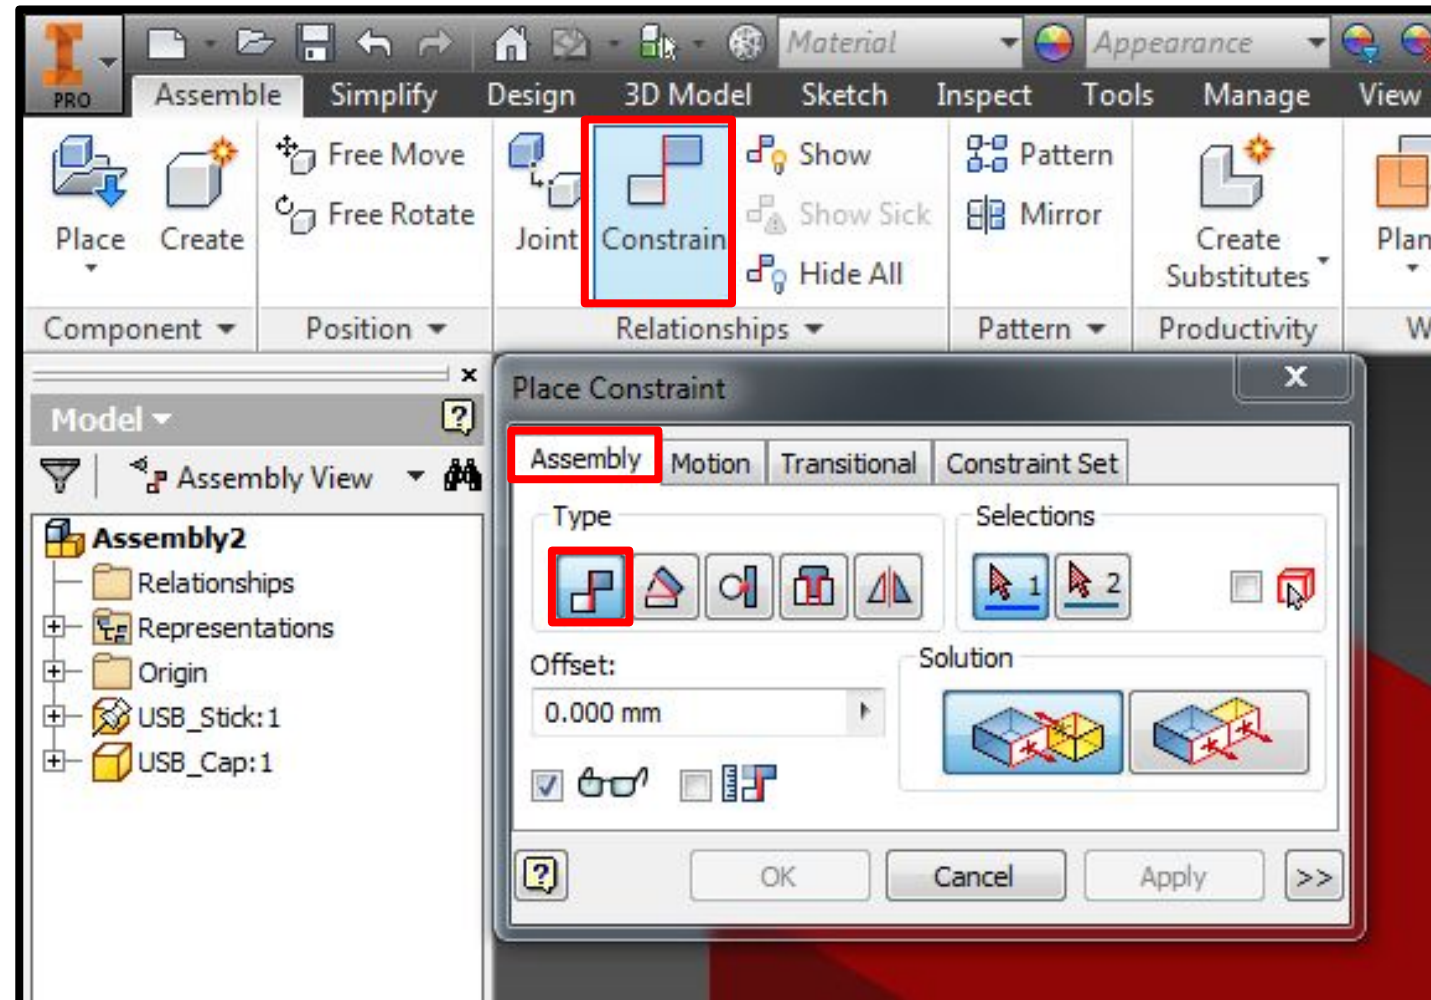 Material Appearance
PRO Assemble Simplify Design 3D Model Sketch Inspect Tools Manage View
Free Move Show Pattern
Free Rotate Show Sick Mirror
Place Create Joint Constrain Create Plan
Hide All Substitutes
Component Position Relationships Pattern Productivity W
Place Constraint X
Model
Assembly View
Assembly Motion Transitional Constraint Set
Type Selections
Assembly2
Relationships
1 2
Representations
Origin
Offset: Solution
USB_Stick:1
0.000 mm
USB_Cap:1
OK Cancel Apply >>